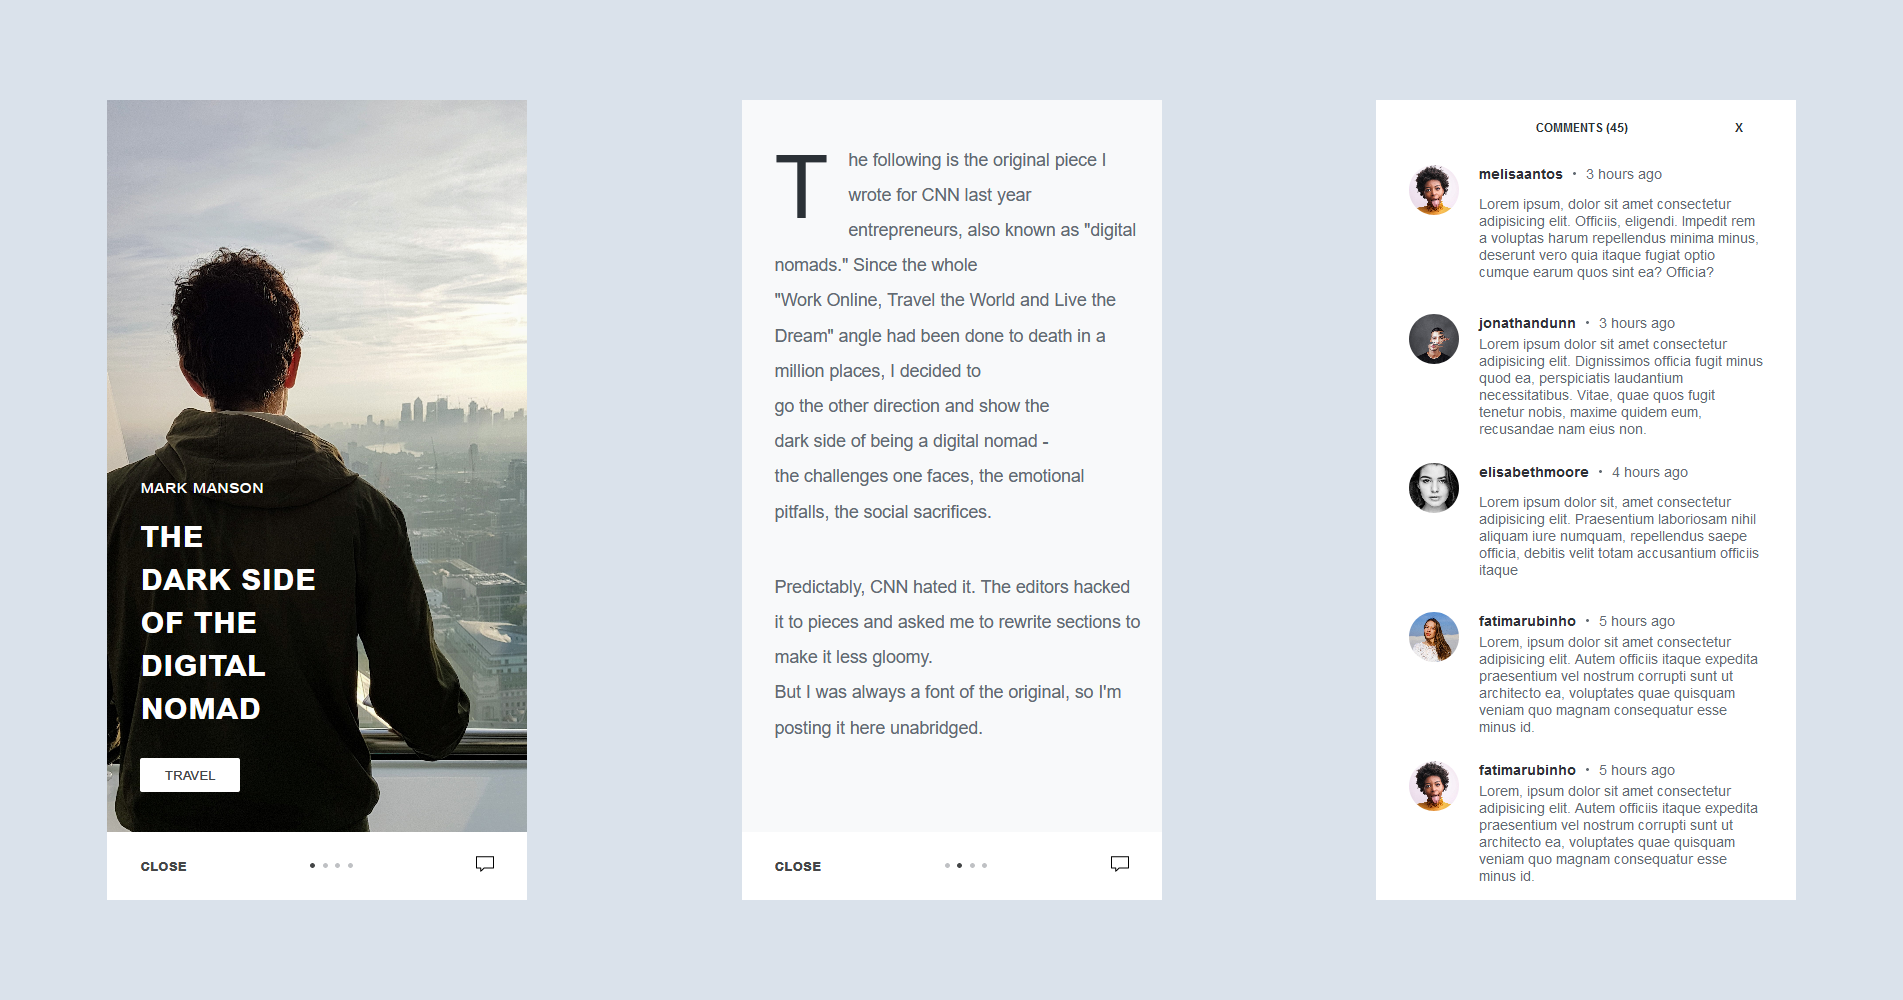 MARK MANSON
THE
DARK SIDE
OF THE
DIGITAL
NOMAD
TRAVEL
CLOSE
The following is the original piece I
wrote for CNN last year
entrepreneurs, also known as "digital
nomads." Since the whole
"Work Online, Travel the World and Live the
Dream" angle had been done to death in a
million places, I decided to
go the other direction and show the
dark side of being a digital nomad -
the challenges one faces, the emotional
pitfalls, the social sacrifices.
Predictably, CNN hated it. The editors hacked
it to pieces and asked me to rewrite sections to
make it less gloomy.
But I was always a font of the original, so I'm
posting it here unabridged.
CLOSE
COMMENTS (45) X
melisaantos • 3 hours ago
Lorem ipsum, dolor sit amet consectetur
adipisicing elit. Officiis, eligendi. Impedit rem
a voluptas harum repellendus minima minus,
deserunt vero quia itaque fugiat optio
cumque earum quos sint ea? Officia?
jonathandunn • 3 hours ago
Lorem ipsum dolor sit amet consectetur
adipisicing elit. Dignissimos officia fugit minus
quod ea, perspiciatis laudantium
necessitatibus. Vitae, quae quos fugit
tenetur nobis, maxime quidem eum,
recusandae nam eius non.
elisabethmoore • 4 hours ago
Lorem ipsum dolor sit, amet consectetur
adipisicing elit. Praesentium laboriosam nihil
aliquam iure numquam, repellendus saepe
officia, debitis velit totam accusantium officiis
itaque
fatimarubinho • 5 hours ago
Lorem, ipsum dolor sit amet consectetur
adipisicing elit. Autem officiis itaque expedita
praesentium vel nostrum corrupti sunt ut
architecto ea, voluptates quae quisquam
veniam quo magnam consequatur esse
minus id.
fatimarubinho • 5 hours ago
Lorem, ipsum dolor sit amet consectetur
adipisicing elit. Autem officiis itaque expedita
praesentium vel nostrum corrupti sunt ut
architecto ea, voluptates quae quisquam
veniam quo magnam consequatur esse
minus id.